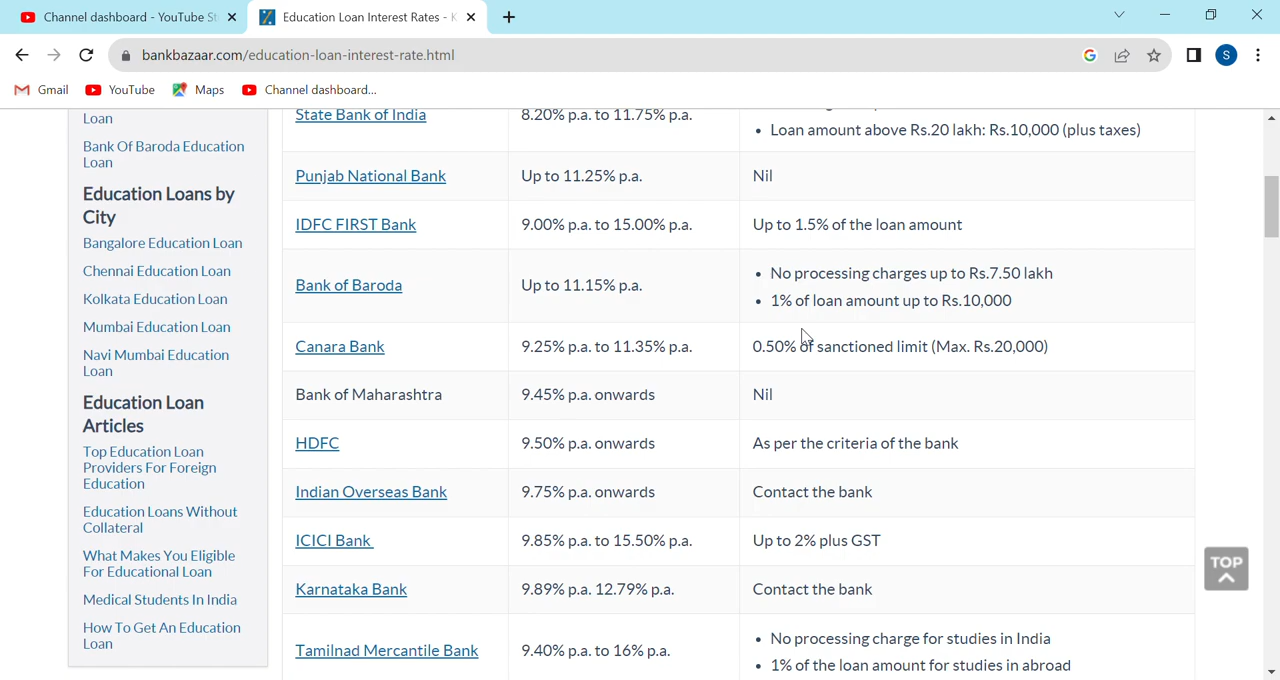 Channel dashboard - YouTube St
Education Loan Interest Rates - K
bankbazaar.com/education-loan-interest-rate.html
S
Gmail
YouTube
Maps
Channel dashboard...
Loan
Bank Of Baroda Education
Loan
Education Loans by
City
Bangalore Education Loan
Chennai Education Loan
Kolkata Education Loan
Mumbai Education Loan
Navi Mumbai Education
Loan
Education Loan
Articles
Top Education Loan
Providers For Foreign
Education
Education Loans Without
Collateral
What Makes You Eligible
For Educational Loan
Medical Students In India
How To Get An Education
Loan
State Bank of India 8.20% p.a. to 11.75% p.a.
• Loan amount above Rs.20 lakh: Rs.10,000 (plus taxes)
Punjab National Bank Up to 11.25% p.a. Nil
IDFC FIRST Bank 9.00% p.a. to 15.00% p.a. Up to 1.5% of the loan amount
Bank of Baroda Up to 11.15% p.a.
• No processing charges up to Rs.7.50 lakh
• 1% of loan amount up to Rs.10,000
Canara Bank 9.25% p.a. to 11.35% p.a. 0.50% of sanctioned limit (Max. Rs.20,000)
Bank of Maharashtra 9.45% p.a. onwards Nil
HDFC 9.50% p.a. onwards As per the criteria of the bank
Indian Overseas Bank 9.75% p.a. onwards Contact the bank
ICICI Bank 9.85% p.a. to 15.50% p.a. Up to 2% plus GST
Karnataka Bank 9.89% p.a. 12.79% p.a. Contact the bank
Tamilnad Mercantile Bank 9.40% p.a. to 16% p.a.
• No processing charge for studies in India
• 1% of the loan amount for studies in abroad
TOP